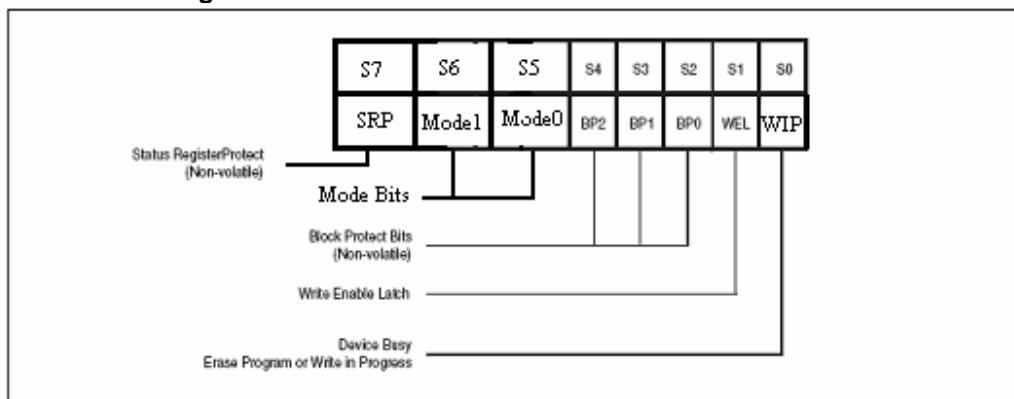 S7 S6 S5 S4 S3 S2 S1 S0
SRP Mode1 Mode0 BP2 BP1 BP0 WEL WIP
Status RegisterProtect
(Non-volatile)
Mode Bits
Block Protect Bits
(Non-volatile)
Write Enable Latch
Device Busy
Erase Program or Write in Progress